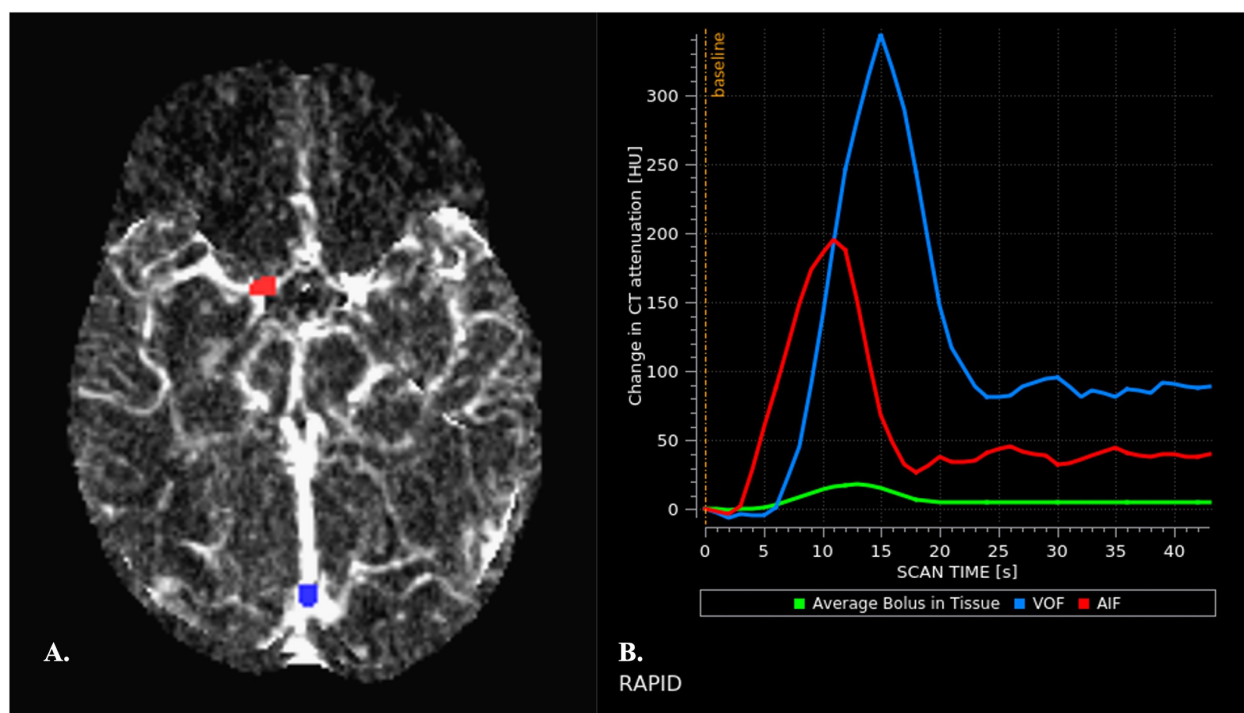 A.
baseline
Change in CT attenuation [HU]
300
250
200
150
100
50
0
0 5 10 15 20 25 30 35 40
SCAN TIME [s]
Average Bolus in Tissue VOF AIF
B.
RAPID